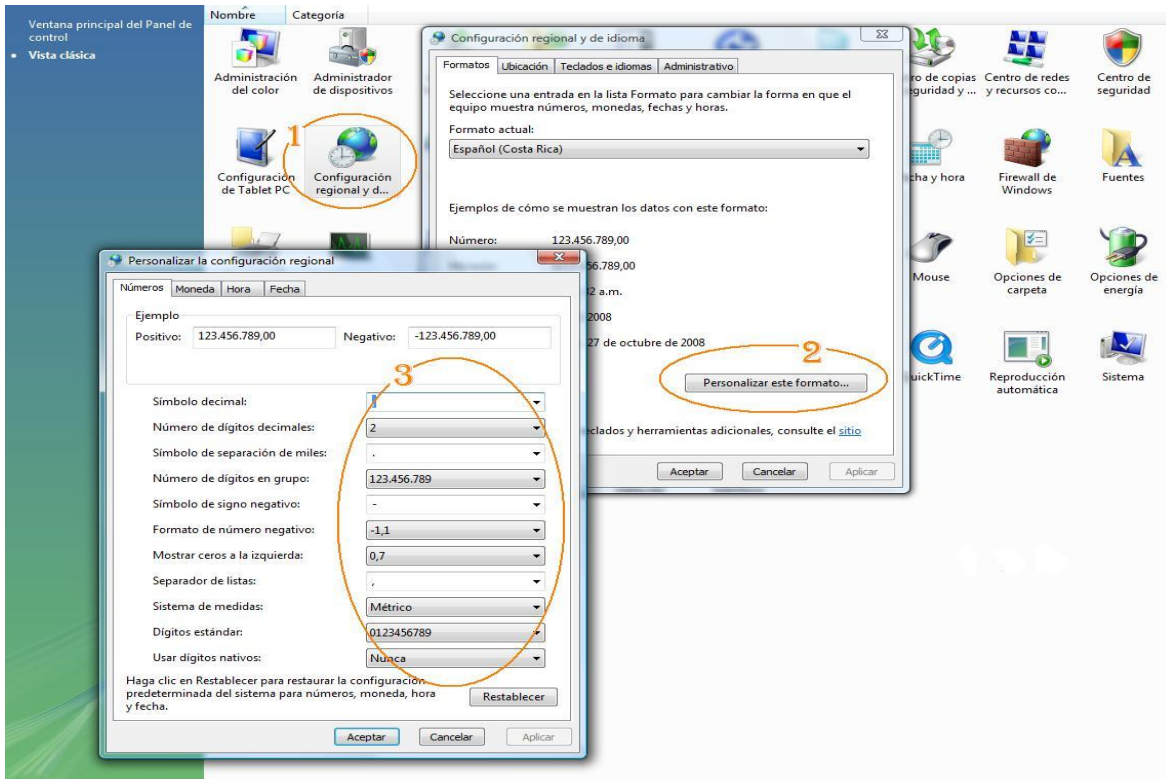 Ventana principal del Panel de
control
Vista clásica
Nombre
Categoría
Administración
del color
Administrador
de dispositivos
1
Configuración
de Tablet PC
Configuración
regional y d...
ro de copias
eguridad y ...
Centro de redes
y recursos co...
Centro de
seguridad
cha y hora
Firewall de
Windows
Fuentes
Mouse
Opciones de
carpeta
Opciones de
energía
uickTime
Reproducción
automática
Sistema
Configuración regional y de idioma
Formatos
Ubicación
Teclados e idiomas
Administrativo
Seleccione una entrada en la lista Formato para cambiar la forma en que el
equipo muestra números, monedas, fechas y horas.
Formato actual:
Español (Costa Rica)
Ejemplos de cómo se muestran los datos con este formato:
Número: 123.456.789,00
56.789,00
2 a.m.
2008
27 de octubre de 2008
2
Personalizar este formato...
eclados y herramientas adicionales, consulte el sitio
Aceptar
Cancelar
Aplicar
Personalizar la configuración regional
Números
Moneda
Hora
Fecha
Ejemplo
Positivo: 123.456.789,00
Negativo: -123.456.789,00
3
Símbolo decimal:
Número de dígitos decimales: 2
Símbolo de separación de miles: .
Número de dígitos en grupo: 123.456.789
Símbolo de signo negativo: -
Formato de número negativo: -1,1
Mostrar ceros a la izquierda: 0,7
Separador de listas: ,
Sistema de medidas: Métrico
Dígitos estándar: 0123456789
Usar dígitos nativos: Nunca
Haga clic en Restablecer para restaurar la configuración
predeterminada del sistema para números, moneda, hora
y fecha.
Restablecer
Aceptar
Cancelar
Aplicar